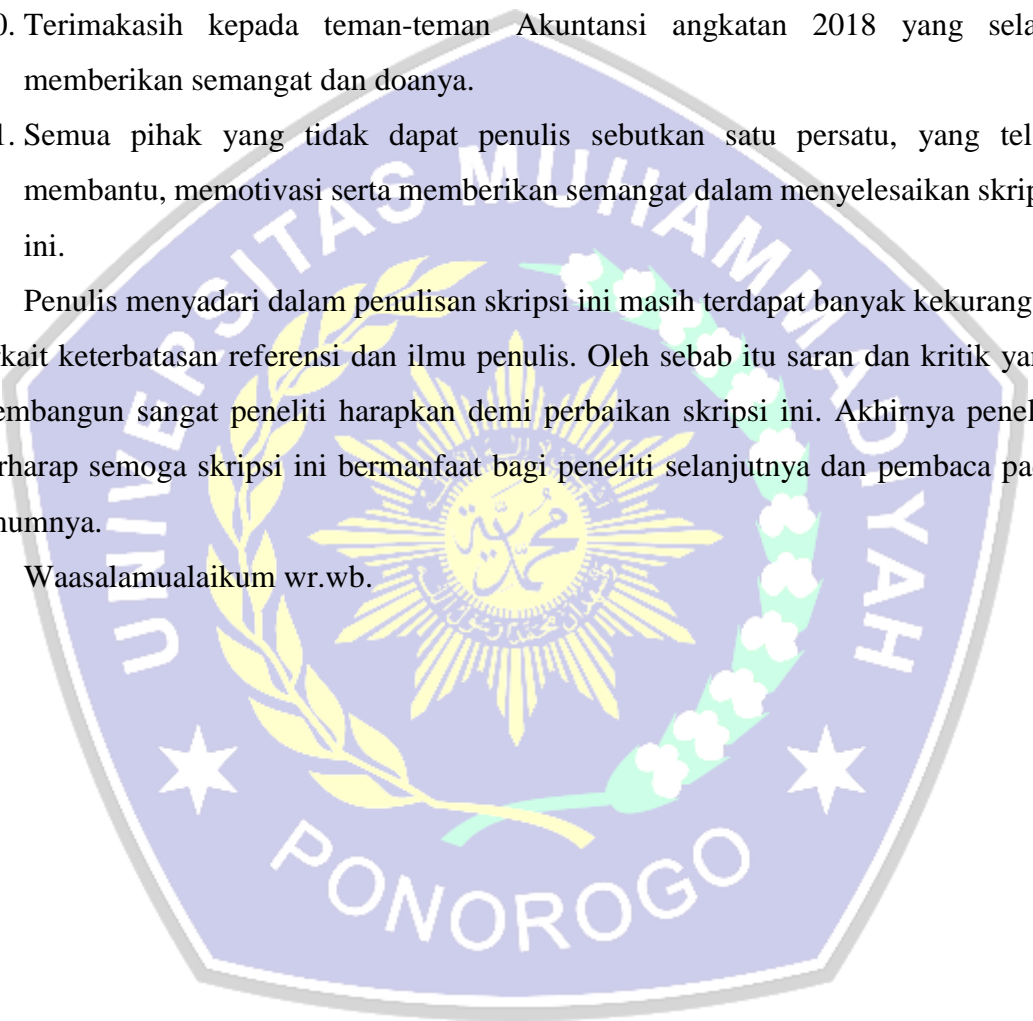 0. Terimakasih kepada teman-teman Akuntansi angkatan 2018 yang sela
memberikan semangat dan doanya.
1. Semua pihak yang tidak dapat penulis sebutkan satu persatu, yang tel
membantu, memotivasi serta memberikan semangat dalam menyelesaikan skrip
ini.
Penulis menyadari dalam penulisan skripsi ini masih terdapat banyak kekurang
rkait keterbatasan referensi dan ilmu penulis. Oleh sebab itu saran dan kritik yan
embangun sangat peneliti harapkan demi perbaikan skripsi ini. Akhirnya penel
rharap semoga skripsi ini bermanfaat bagi peneliti selanjutnya dan pembaca pad
numnya.
Waasalamualaikum wr.wb.
UNIVERSITAS MUHAMMADIYAH
محمدية
PONOROGO